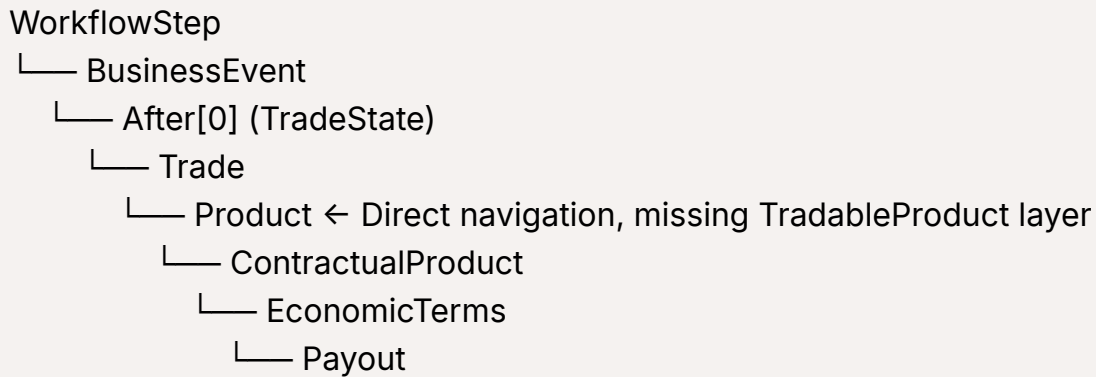 WorkflowStep
└── BusinessEvent
└── After[0] (TradeState)
└── Trade
└── Product ← Direct navigation, missing TradableProduct layer
└── ContractualProduct
└── EconomicTerms
└── Payout